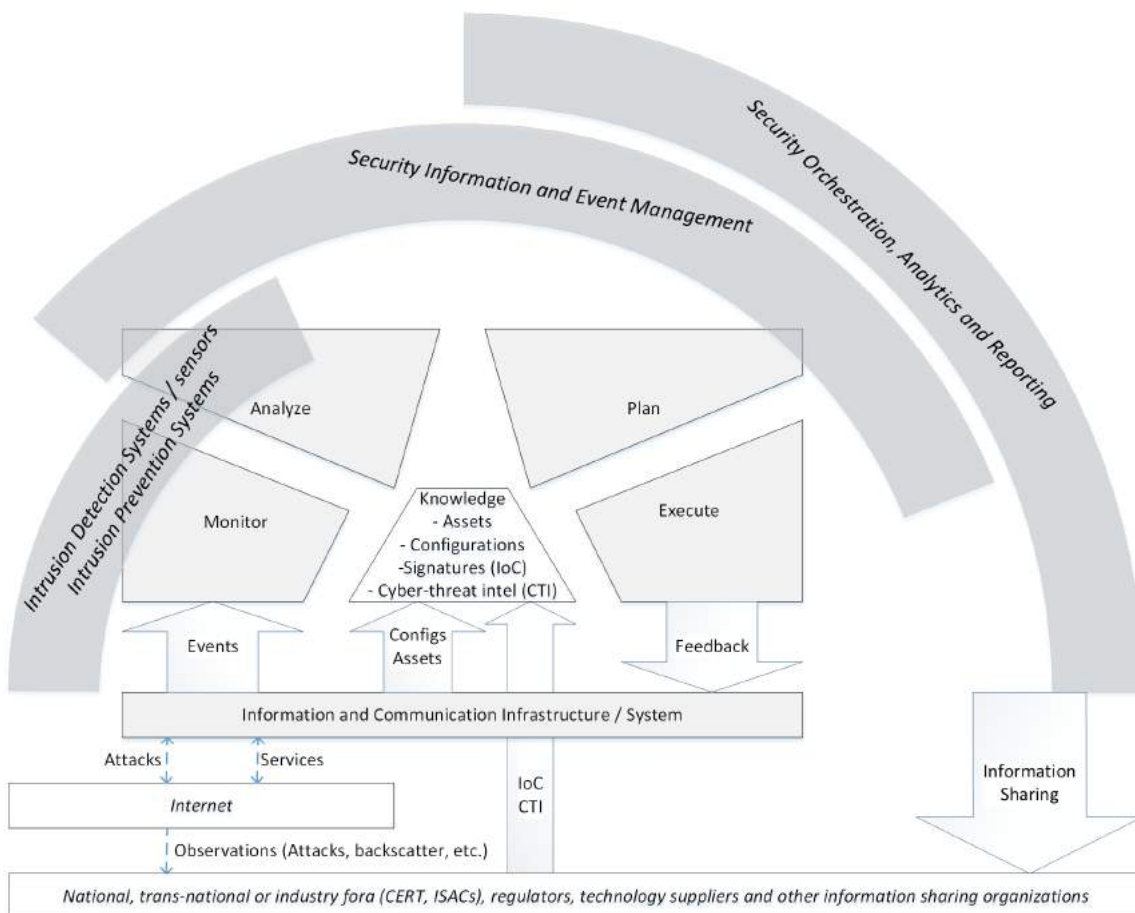 Security Orchestration, Analytics and Reporting
Security Information and Event Management
Intrusion Detection Systems / sensors
Intrusion Prevention Systems
Analyze
Plan
Monitor
Execute
Knowledge
- Assets
- Configurations
-Signatures (IoC)
- Cyber-threat intel (CTI)
Events
Configs
Assets
Feedback
Information and Communication Infrastructure / System
Attacks
Services
Internet
IoC
CTI
Information
Sharing
Observations (Attacks, backscatter, etc.)
National, trans-national or industry fora (CERT, ISACs), regulators, technology suppliers and other information sharing organizations